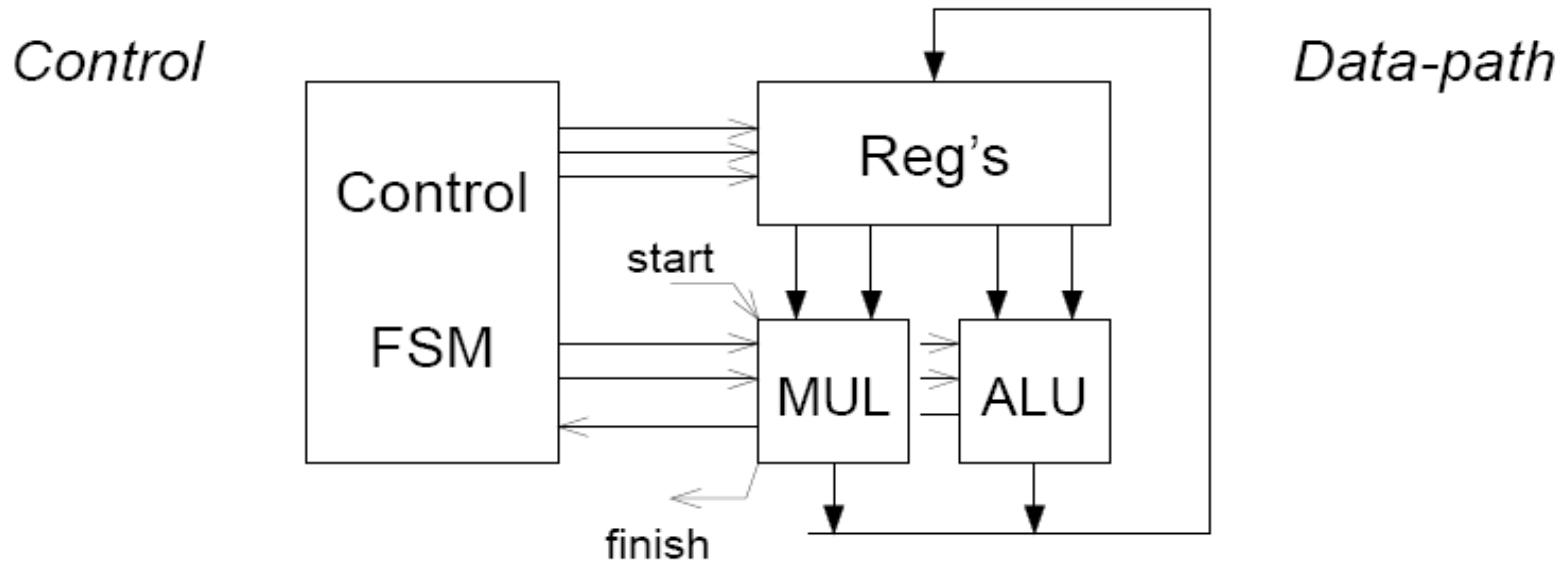 Control
Data-path
Control
FSM
Reg's
start
MUL
ALU
finish